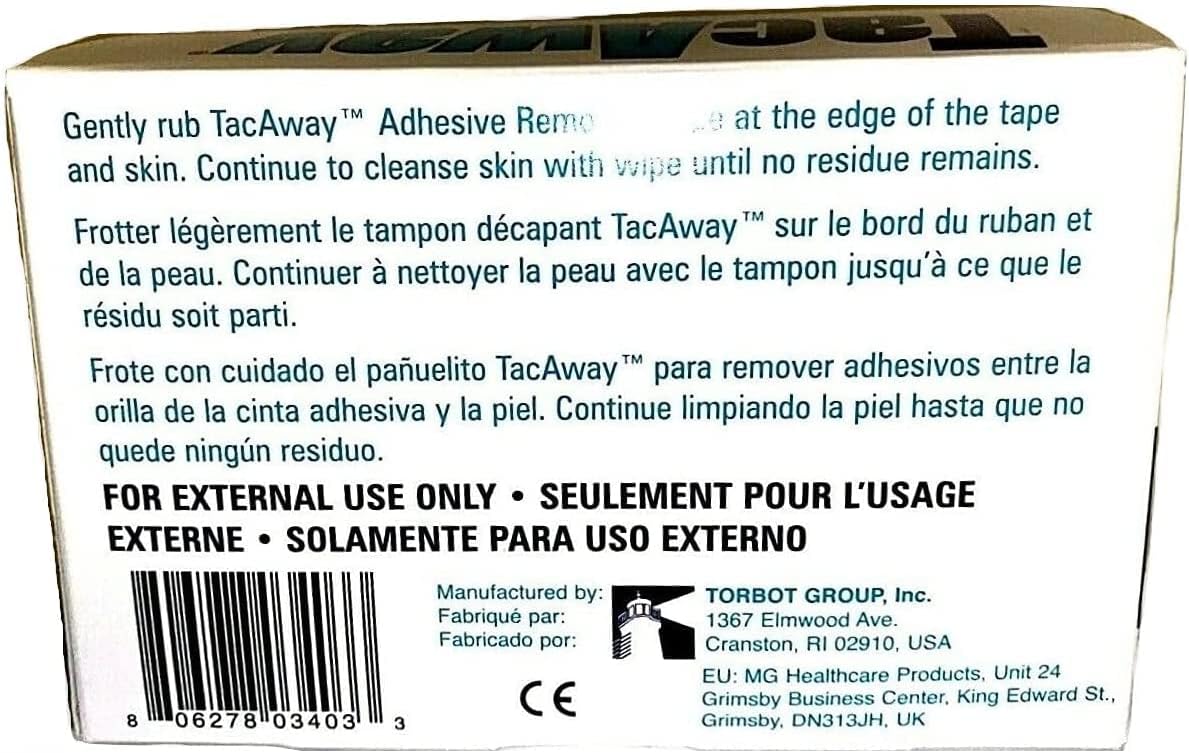 TacAway
Gently rub TacAway™ Adhesive Remo at the edge of the tape
and skin. Continue to cleanse skin with wipe until no residue remains.
Frotter légèrement le tampon décapant TacAway™ sur le bord du ruban et
de la peau. Continuer à nettoyer la peau avec le tampon jusqu'à ce que le
résidu soit parti.
Frote con cuidado el pañuelito TacAway™ para remover adhesivos entre la
orilla de la cinta adhesiva y la piel. Continue limpiando la piel hasta que no
quede ningún residuo.
FOR EXTERNAL USE ONLY • SEULEMENT POUR L'USAGE
EXTERNE • SOLAMENTE PARA USO EXTERNO
Manufactured by:
Fabriqué par:
Fabricado por:
TORBOT GROUP, Inc.
1367 Elmwood Ave.
Cranston, RI 02910, USA
EU: MG Healthcare Products, Unit 24
Grimsby Business Center, King Edward St.,
Grimsby, DN313JH, UK
CE
8 06278 03403 3